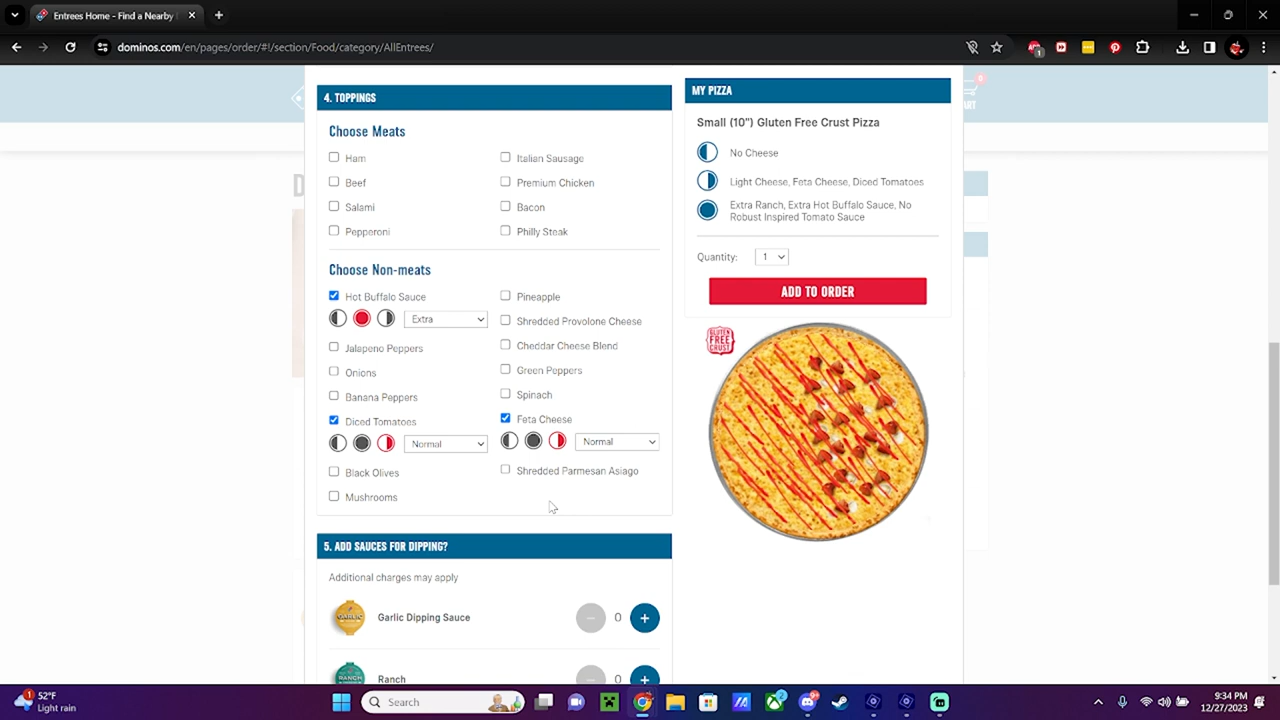 Entrees Home - Find a Nearby
dominos.com/en/pages/order/#!/section/Food/category/AllEntrees/
1
0
4. TOPPINGS
Choose Meats
Ham
Italian Sausage
Beef
Premium Chicken
Salami
Bacon
Pepperoni
Philly Steak
Choose Non-meats
Hot Buffalo Sauce
Pineapple
Extra
Shredded Provolone Cheese
Jalapeno Peppers
Cheddar Cheese Blend
Onions
Green Peppers
Banana Peppers
Spinach
Diced Tomatoes
Feta Cheese
Normal
Normal
Black Olives
Shredded Parmesan Asiago
Mushrooms
5. ADD SAUCES FOR DIPPING?
Additional charges may apply
GARLIC
Garlic Dipping Sauce
0
RANCH
Ranch
0
MY PIZZA
Small (10") Gluten Free Crust Pizza
No Cheese
Light Cheese, Feta Cheese, Diced Tomatoes
Extra Ranch, Extra Hot Buffalo Sauce, No
Robust Inspired Tomato Sauce
Quantity:
1
ADD TO ORDER
GLUTEN
FREE
CRUST
1
52°F
Light rain
Search
2
9:34 PM
12/27/2023